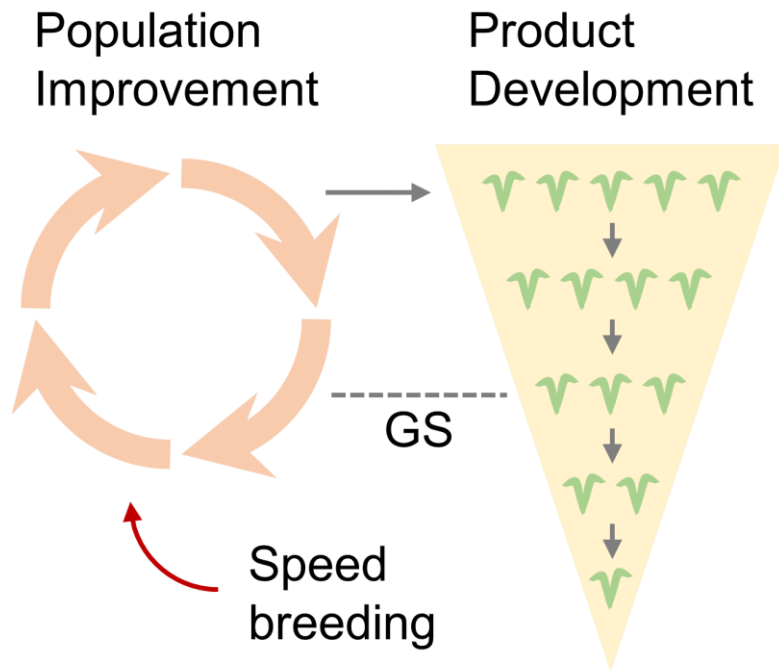 Population
Improvement
Product
Development
GS
Speed
breeding